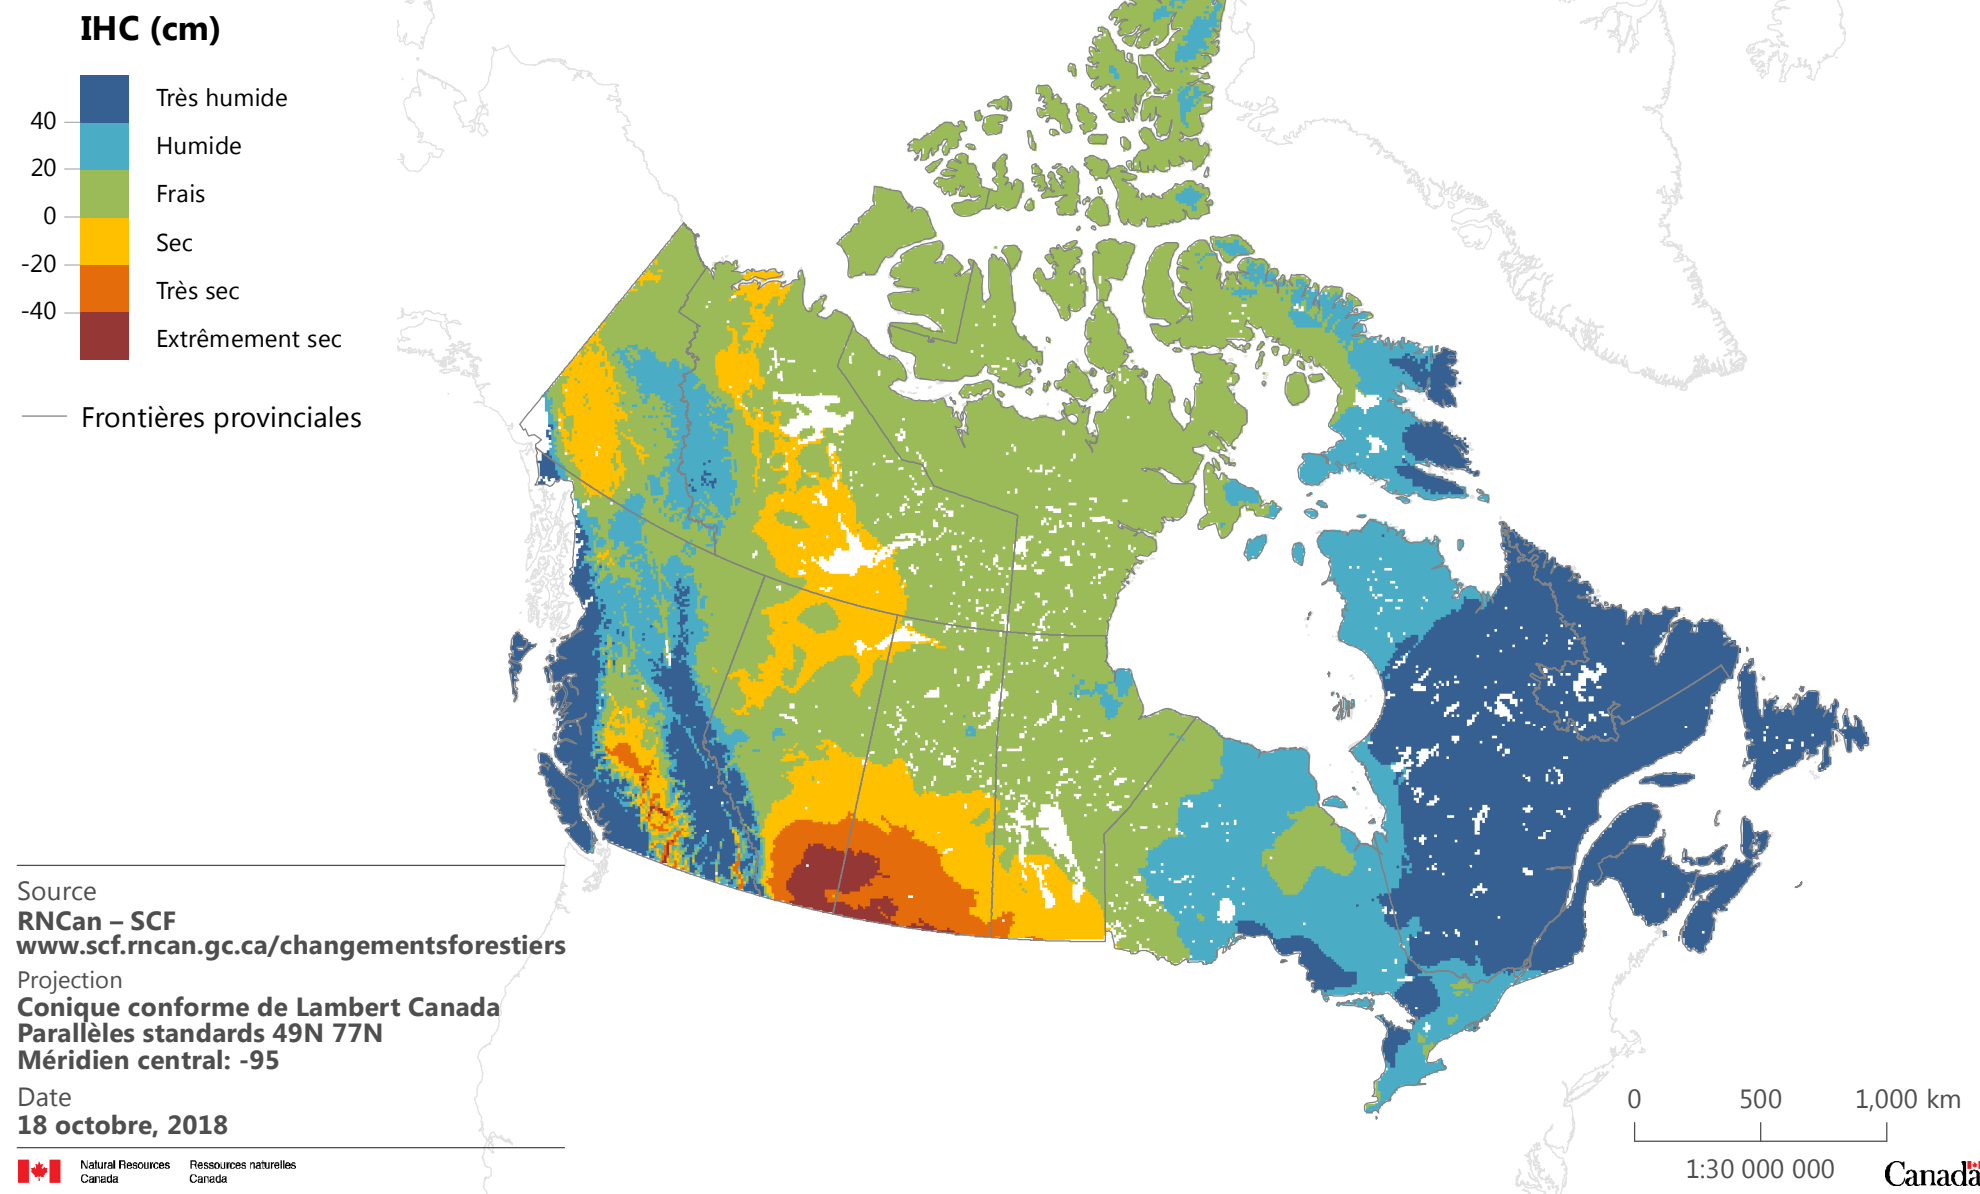 IHC (cm)
Très humide
40
Humide
20
Frais
0
Sec
-20
Très sec
-40
Extrêmement sec
Frontières provinciales
Source
RNCan – SCF
www.scf.rncan.gc.ca/changementsforestiers
Projection
Conique conforme de Lambert Canada
Parallèles standards 49N 77N
Méridien central: -95
Date
18 octobre, 2018
Natural Resources Canada
Ressources naturelles Canada
0 500 1,000 km
1:30 000 000
Canada